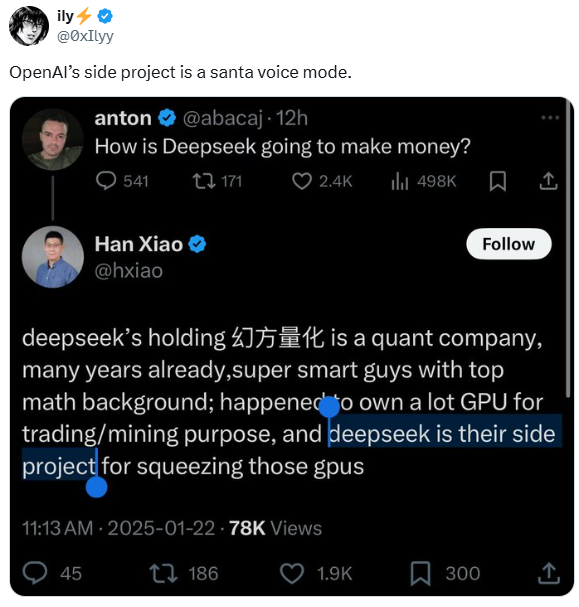 ily⚡
@0xIlyy
OpenAI’s side project is a santa voice mode.
anton @abacaj · 12h
How is Deepseek going to make money?
541 171 2.4K 498K
Han Xiao
@hxiao
Follow
deepseek’s holding 幻方量化 is a quant company,
many years already,super smart guys with top
math background; happened to own a lot GPU for
trading/mining purpose, and deepseek is their side
project for squeezing those gpus
11:13 AM · 2025-01-22 · 78K Views
45 186 1.9K 300